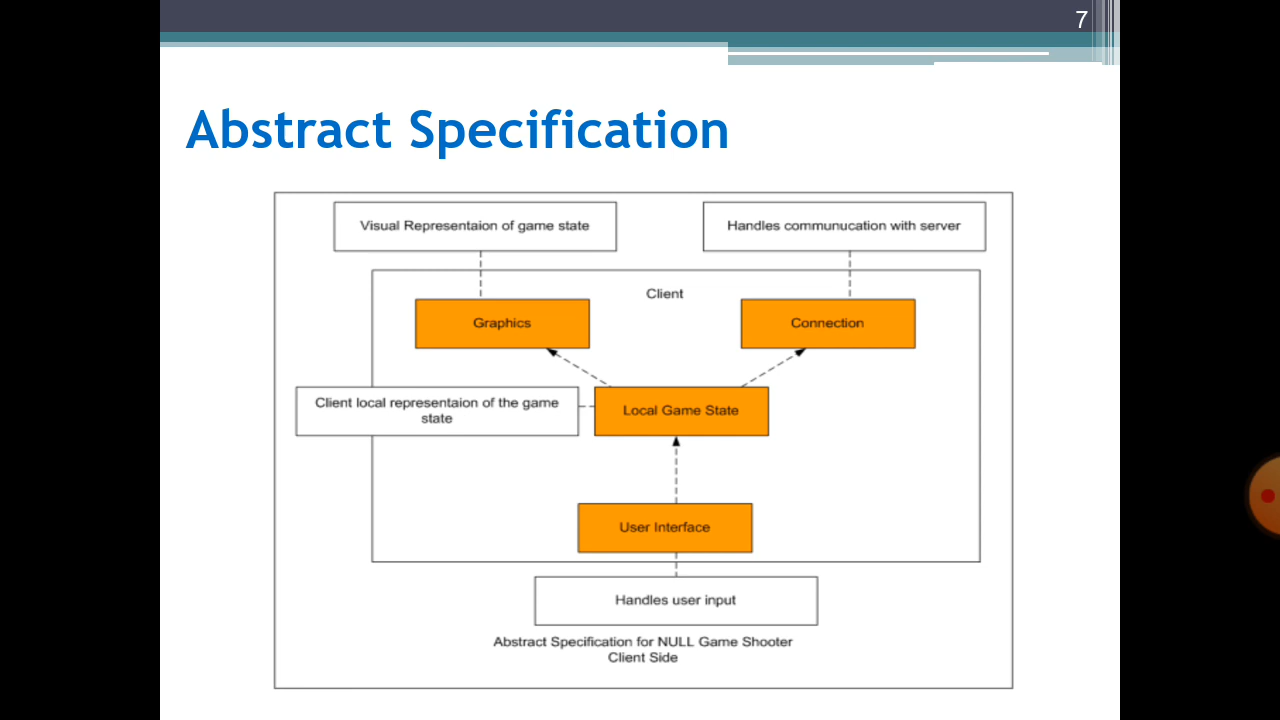 7
Abstract Specification
Visual Representaion of game state
Handles communucation with server
Client
Graphics
Connection
Client local representaion of the game
state
Local Game State
User Interface
Handles user input
Abstract Specification for NULL Game Shooter
Client Side